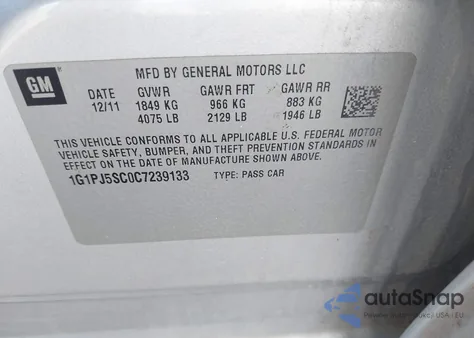 GM
MFD BY GENERAL MOTORS LLC
DATE GVWR GAWR FRT GAWR RR
12/11 1849 KG 966 KG 883 KG
4075 LB 2129 LB 1946 LB
THIS VEHICLE CONFORMS TO ALL APPLICABLE U.S. FEDERAL MOTOR
VEHICLE SAFETY, BUMPER, AND THEFT PREVENTION STANDARDS IN
EFFECT ON THE DATE OF MANUFACTURE SHOWN ABOVE.
1G1PJ5SC0C7239133 TYPE: PASS CAR
autoSnap
/ USA - EU